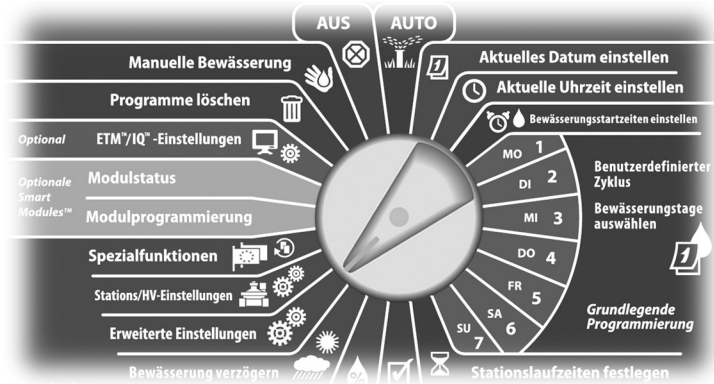 AUS
AUTO
Manuelle Bewässerung
Programme löschen
Optional
ETM™/IQ™ -Einstellungen
Optionale
Smart
Modules™
Modulstatus
Modulprogrammierung
Spezialfunktionen
Stations/HV-Einstellungen
Erweiterte Einstellungen
Bewässerung verzögern
Aktuelles Datum einstellen
Aktuelle Uhrzeit einstellen
Bewässerungsstartzeiten einstellen
MO 1
DI 2
MI 3
DO 4
FR 5
SA 6
SU 7
Benutzerdefinierter
Zyklus
Bewässerungstage
auswählen
Grundlegende
Programmierung
Stationslaufzeiten festlegen
1
1
%